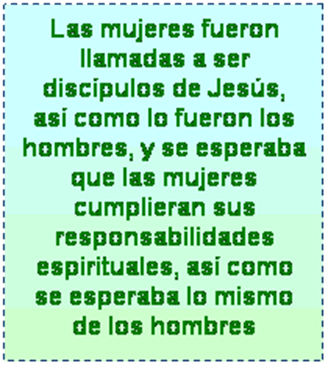 Las mujeres fueron
llamadas a ser
discípulos de Jesús,
así como lo fueron los
hombres, y se esperaba
que las mujeres
cumplieran sus
responsabilidades
espirituales, así como
se esperaba lo mismo
de los hombres